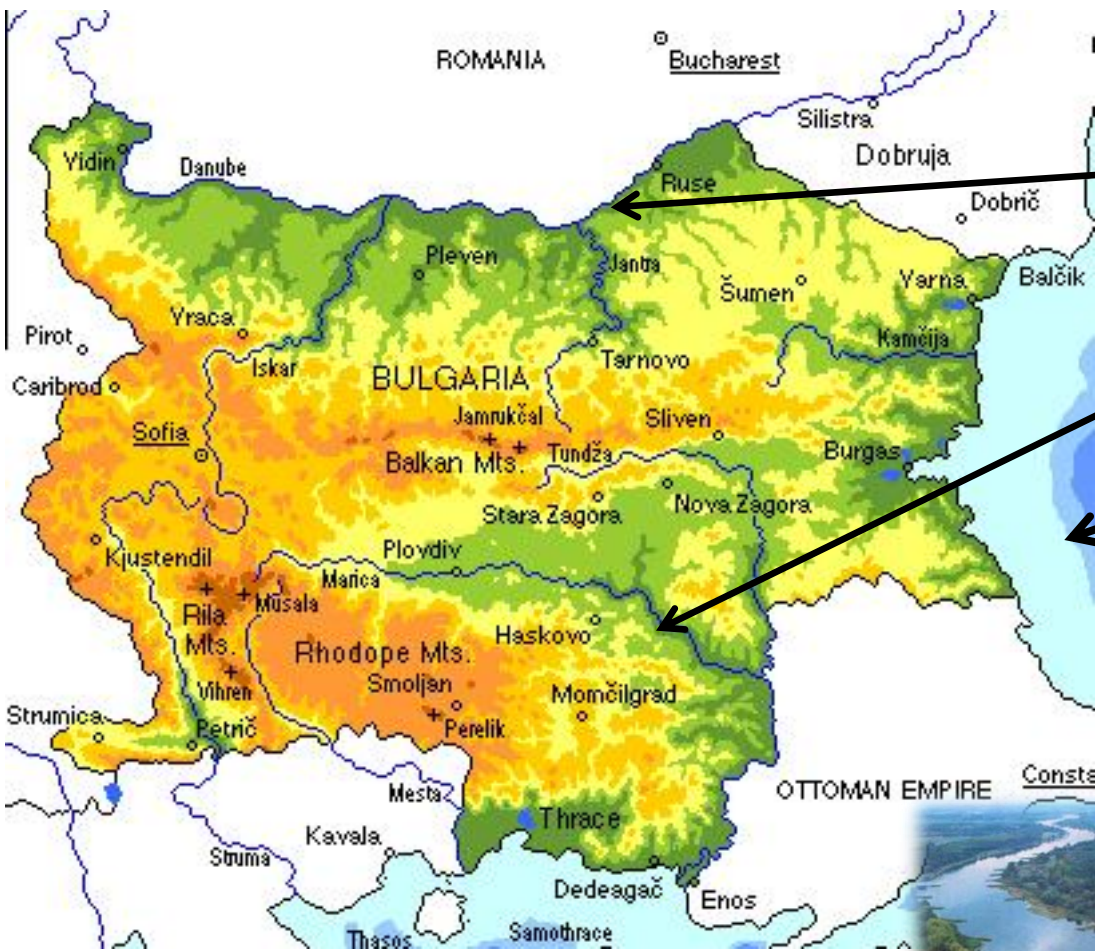 ROMANIA
Bucharest
Silistra
Dobruja
Vidin
Danube
Ruse
Dobrič
Pleven
Jantra
Šumen
Varna
Balčik
Vraca
Pirot
Iskar
Tarnovo
Kamčija
Caribrod
BULGARIA
Jamrukčal
Sofia
Sliven
Balkan Mts.
Tundža
Burgas
Stara Zagora
Nova Zagora
Kjustendil
Plovdiv
Marica
Rila
Mts.
Musala
Haskovo
Rhodope Mts.
Smoljan
Momčilgrad
Vihren
Strumica
Petrič
Perelik
Mesta
OTTOMAN EMPIRE
Consta
Thrace
Kavala
Struma
Dedeagač
Enos
Thasos
Samothrace